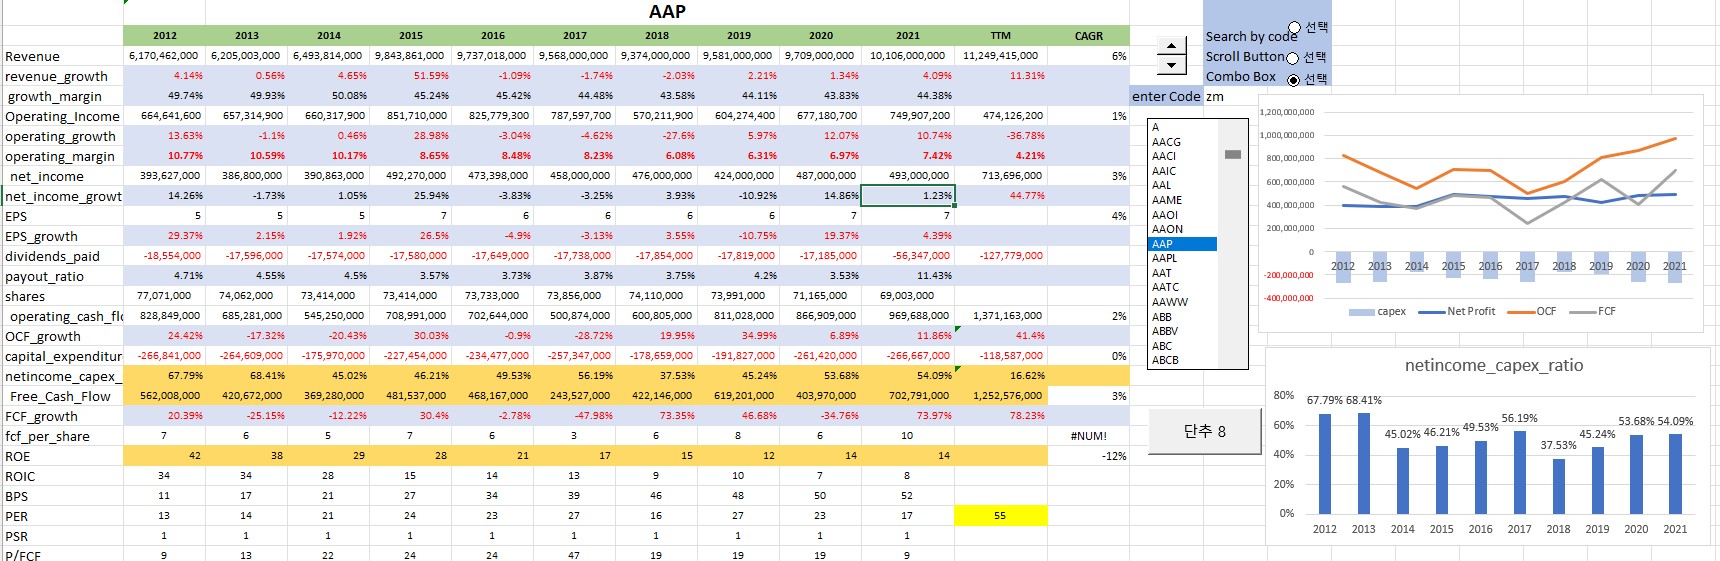 AAP
2012 2013 2014 2015 2016 2017 2018 2019 2020 2021 TTM CAGR
Revenue 6,170,462,000 6,205,003,000 6,493,814,000 9,843,861,000 9,737,018,000 9,568,000,000 9,374,000,000 9,581,000,000 9,709,000,000 10,106,000,000 11,249,415,000 6%
revenue_growth 4.14% 0.56% 4.65% 51.59% -1.09% -1.74% -2.03% 2.21% 1.34% 4.09% 11.31%
growth_margin 49.74% 49.93% 50.08% 45.24% 45.42% 44.48% 43.58% 44.11% 43.83% 44.38%
Operating_Income 664,641,600 657,314,900 660,317,900 851,710,000 825,779,300 787,597,700 570,211,900 604,274,400 677,180,700 749,907,200 474,126,200 1%
operating_growth 13.63% -1.1% 0.46% 28.98% -3.04% -4.62% -27.6% 5.97% 12.07% 10.74% -36.78%
operating_margin 10.77% 10.59% 10.17% 8.65% 8.48% 8.23% 6.08% 6.31% 6.97% 7.42% 4.21%
net_income 393,627,000 386,800,000 390,863,000 492,270,000 473,398,000 458,000,000 476,000,000 424,000,000 487,000,000 493,000,000 713,696,000 3%
net_income_growt 14.26% -1.73% 1.05% 25.94% -3.83% -3.25% 3.93% -10.92% 14.86% 1.23% 44.77%
EPS 5 5 5 7 6 6 6 6 7 7 4%
EPS_growth 29.37% 2.15% 1.92% 26.5% -4.9% -3.13% 3.55% -10.75% 19.37% 4.39%
dividends_paid -18,554,000 -17,596,000 -17,574,000 -17,580,000 -17,649,000 -17,738,000 -17,854,000 -17,819,000 -17,185,000 -56,347,000 -127,779,000
payout_ratio 4.71% 4.55% 4.5% 3.57% 3.73% 3.87% 3.75% 4.2% 3.53% 11.43%
shares 77,071,000 74,062,000 73,414,000 73,414,000 73,733,000 73,856,000 74,110,000 73,991,000 71,165,000 69,003,000
operating_cash_flo 828,849,000 685,281,000 545,250,000 708,991,000 702,644,000 500,874,000 600,805,000 811,028,000 866,909,000 969,688,000 1,371,163,000 2%
OCF_growth 24.42% -17.32% -20.43% 30.03% -0.9% -28.72% 19.95% 34.99% 6.89% 11.86% 41.4%
capital_expenditur -266,841,000 -264,609,000 -175,970,000 -227,454,000 -234,477,000 -257,347,000 -178,659,000 -191,827,000 -261,420,000 -266,667,000 -118,587,000 0%
netincome_capex_ 67.79% 68.41% 45.02% 46.21% 49.53% 56.19% 37.53% 45.24% 53.68% 54.09% 16.62%
Free_Cash_Flow 562,008,000 420,672,000 369,280,000 481,537,000 468,167,000 243,527,000 422,146,000 619,201,000 403,970,000 702,791,000 1,252,576,000 3%
FCF_growth 20.39% -25.15% -12.22% 30.4% -2.78% -47.98% 73.35% 46.68% -34.76% 73.97% 78.23%
fcf_per_share 7 6 5 7 6 3 6 8 6 10 #NUM!
ROE 42 38 29 28 21 17 15 12 14 14 -12%
ROIC 34 34 28 15 14 13 9 10 7 8
BPS 11 17 21 27 34 39 46 48 50 52
PER 13 14 21 24 23 27 16 27 23 17 55
PSR 1 1 1 1 1 1 1 1 1 1
P/FCF 9 13 22 24 24 47 19 19 19 9
Search by code 선택
Scroll Button 선택
Combo Box 선택
enter Code zm
A
AACG
AACI
AAIC
AAL
AAME
AAOI
AAON
AAP
AAPL
AAT
AATC
AAWW
ABB
ABBV
ABC
ABCB
단추 8
1,200,000,000
1,000,000,000
800,000,000
600,000,000
400,000,000
200,000,000
0
2012 2013 2014 2015 2016 2017 2018 2019 2020 2021
-200,000,000
-400,000,000
capex Net Profit OCF FCF
netincome_capex_ratio
80%
60%
40%
20%
0%
67.79% 68.41% 45.02% 46.21% 49.53% 56.19% 37.53% 45.24% 53.68% 54.09%
2012 2013 2014 2015 2016 2017 2018 2019 2020 2021